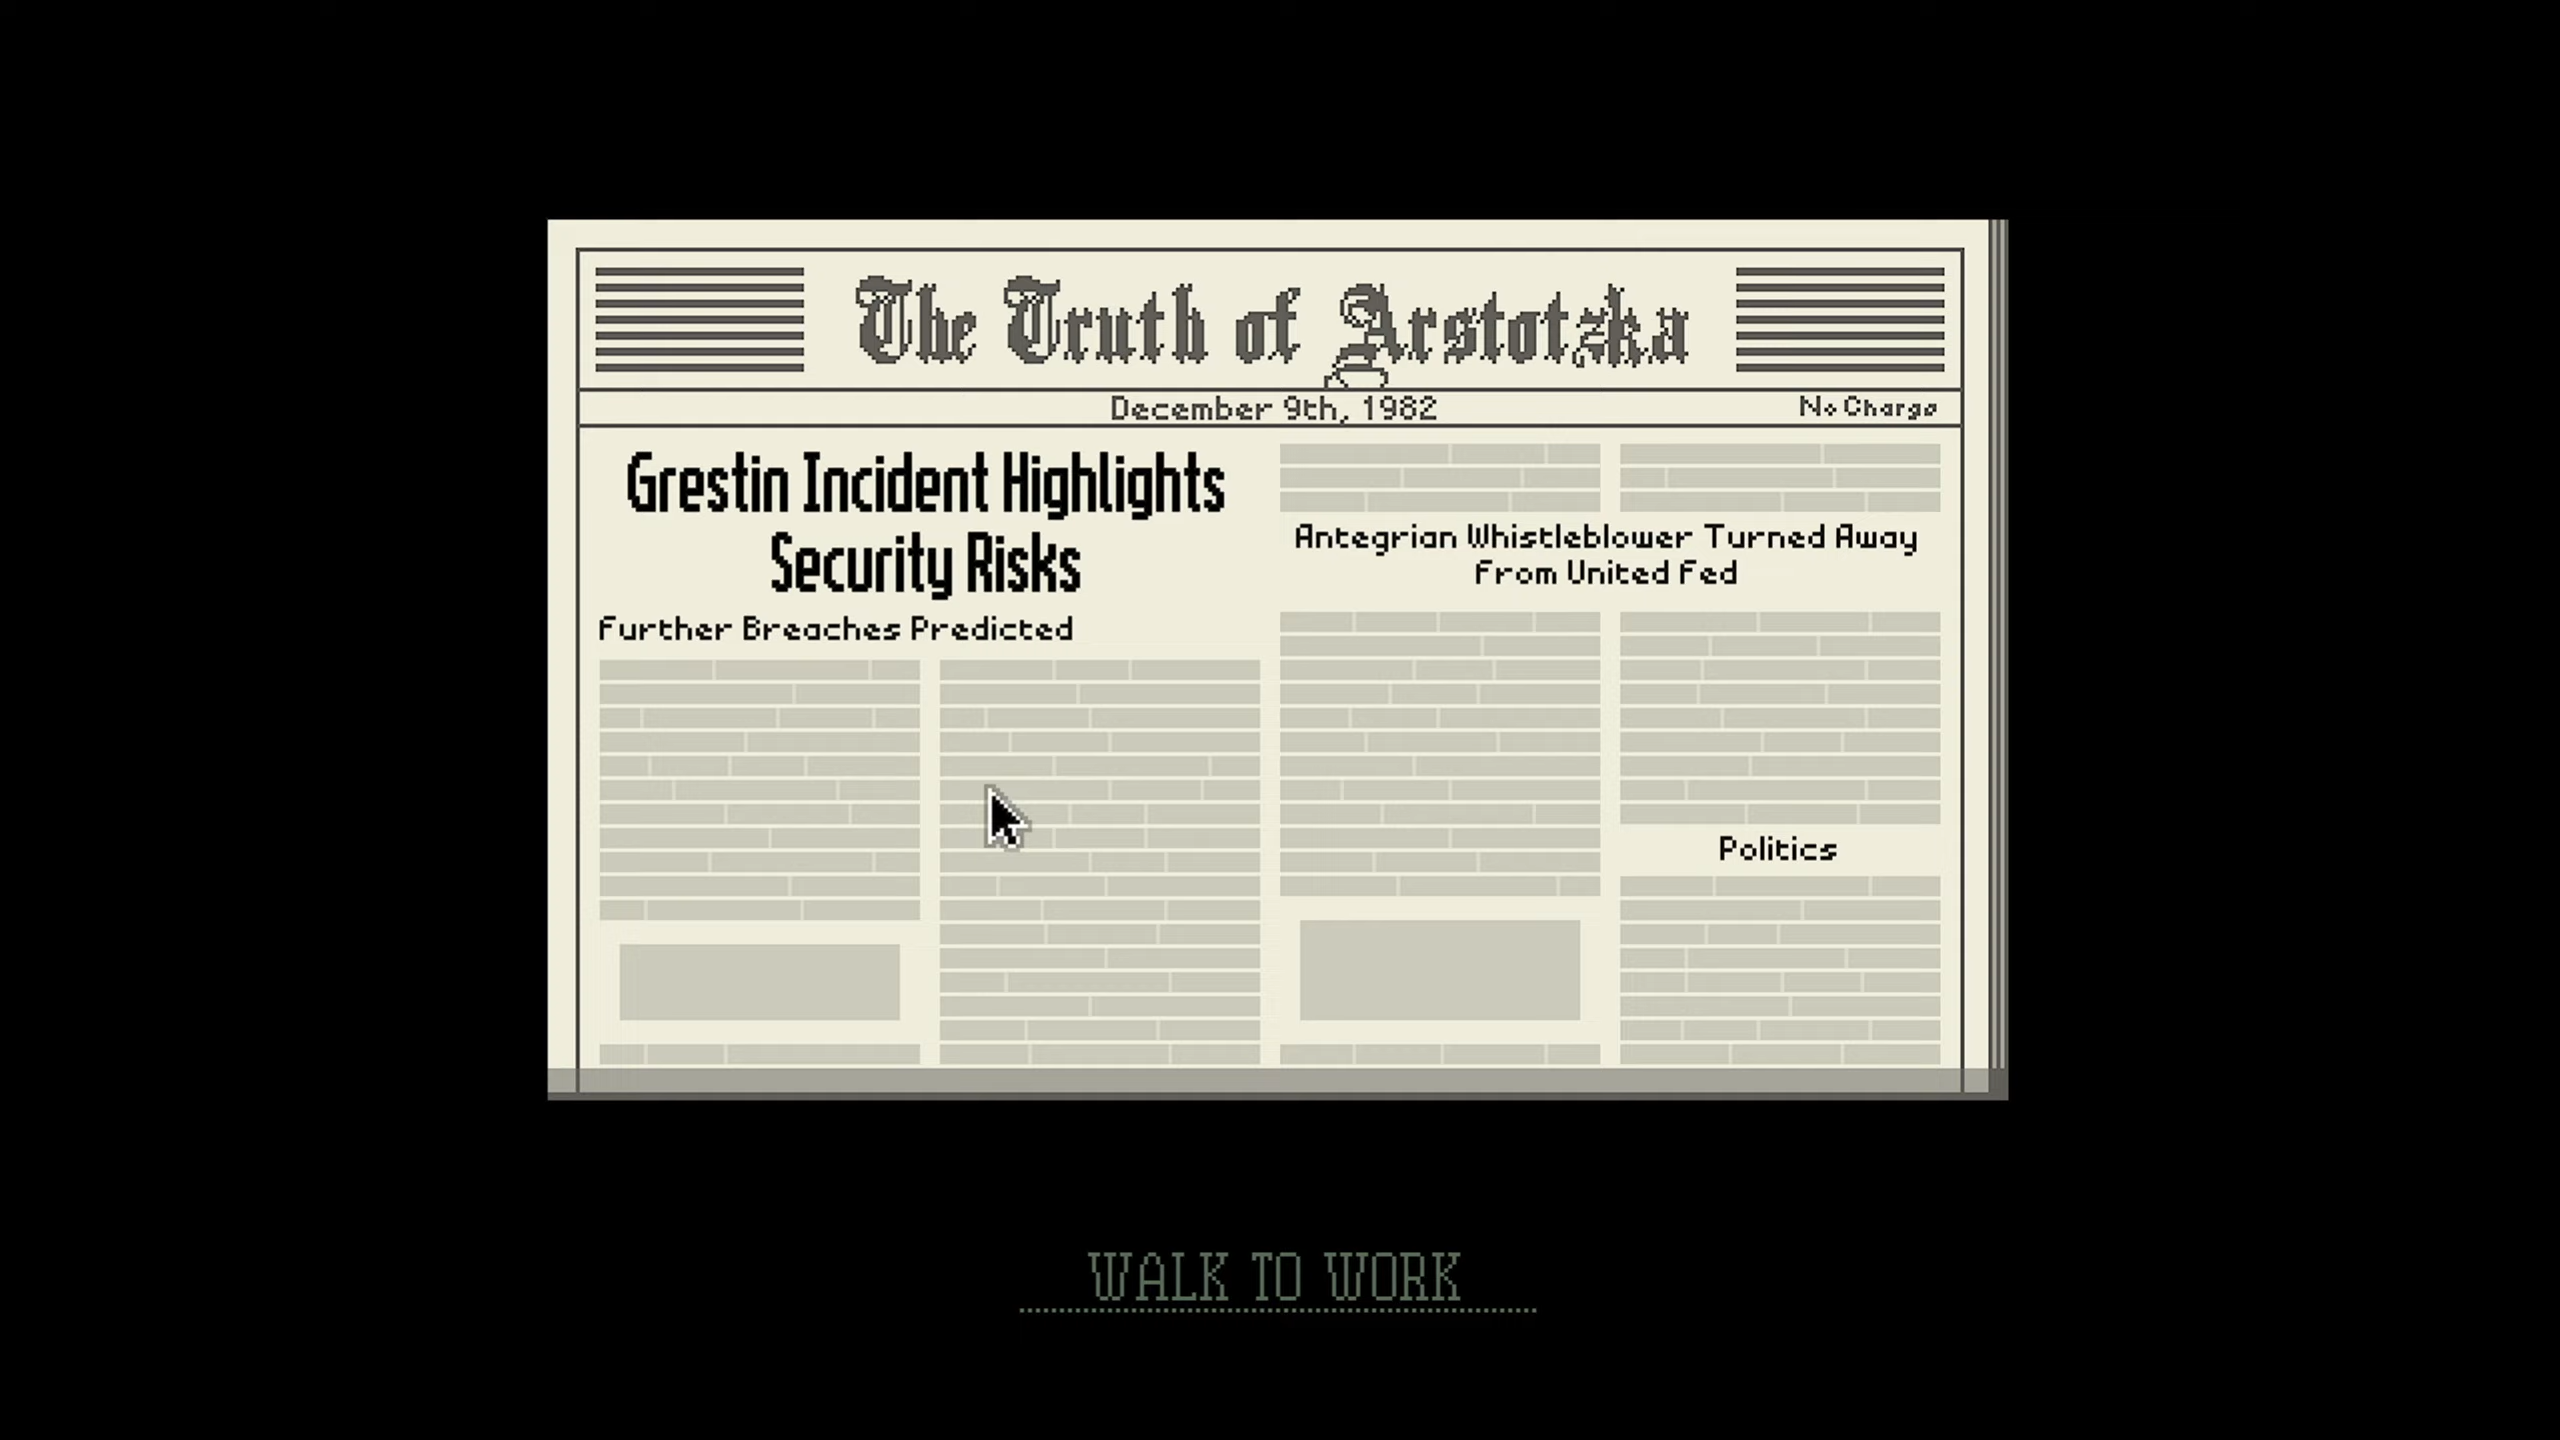 The Truth of Arstotzka
December 9th, 1982
No Charge
Grestin Incident Highlights
Security Risks
Further Breaches Predicted
Antegrian Whistleblower Turned Away
From United Fed
Politics
WALK TO WORK